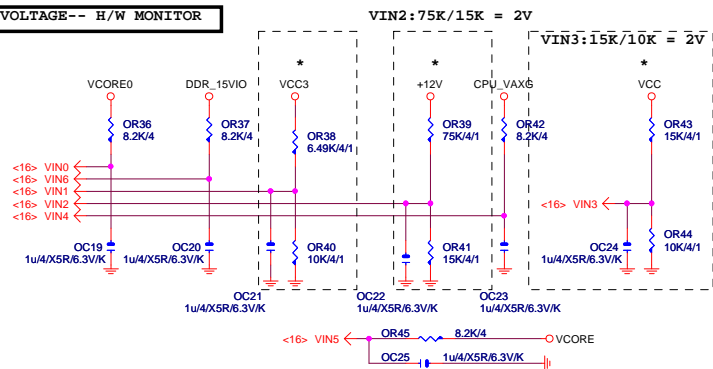 VOLTAGE-- H/W MONITOR
VIN2:75K/15K = 2V
VIN3:15K/10K = 2V
* * *
VCORE0 DDR_15VIO VCC3 +12V CPU_VAXG VCC
OR36
8.2K/4
OR37
8.2K/4
OR38
6.49K/4/1
OR39
75K/4/1
OR42
8.2K/4
OR43
15K/4/1
<16> VIN0
<16> VIN6
<16> VIN1
<16> VIN2
<16> VIN4
<16> VIN3
OC19
1u/4/X5R/6.3V/K
OC20
1u/4/X5R/6.3V/K
OR40
10K/4/1
OR41
15K/4/1
OC24
1u/4/X5R/6.3V/K
OR44
10K/4/1
OC21
1u/4/X5R/6.3V/K
OC22
1u/4/X5R/6.3V/K
OC23
1u/4/X5R/6.3V/K
<16> VIN5 OR45 8.2K/4 VCORE
OC25 1u/4/X5R/6.3V/K